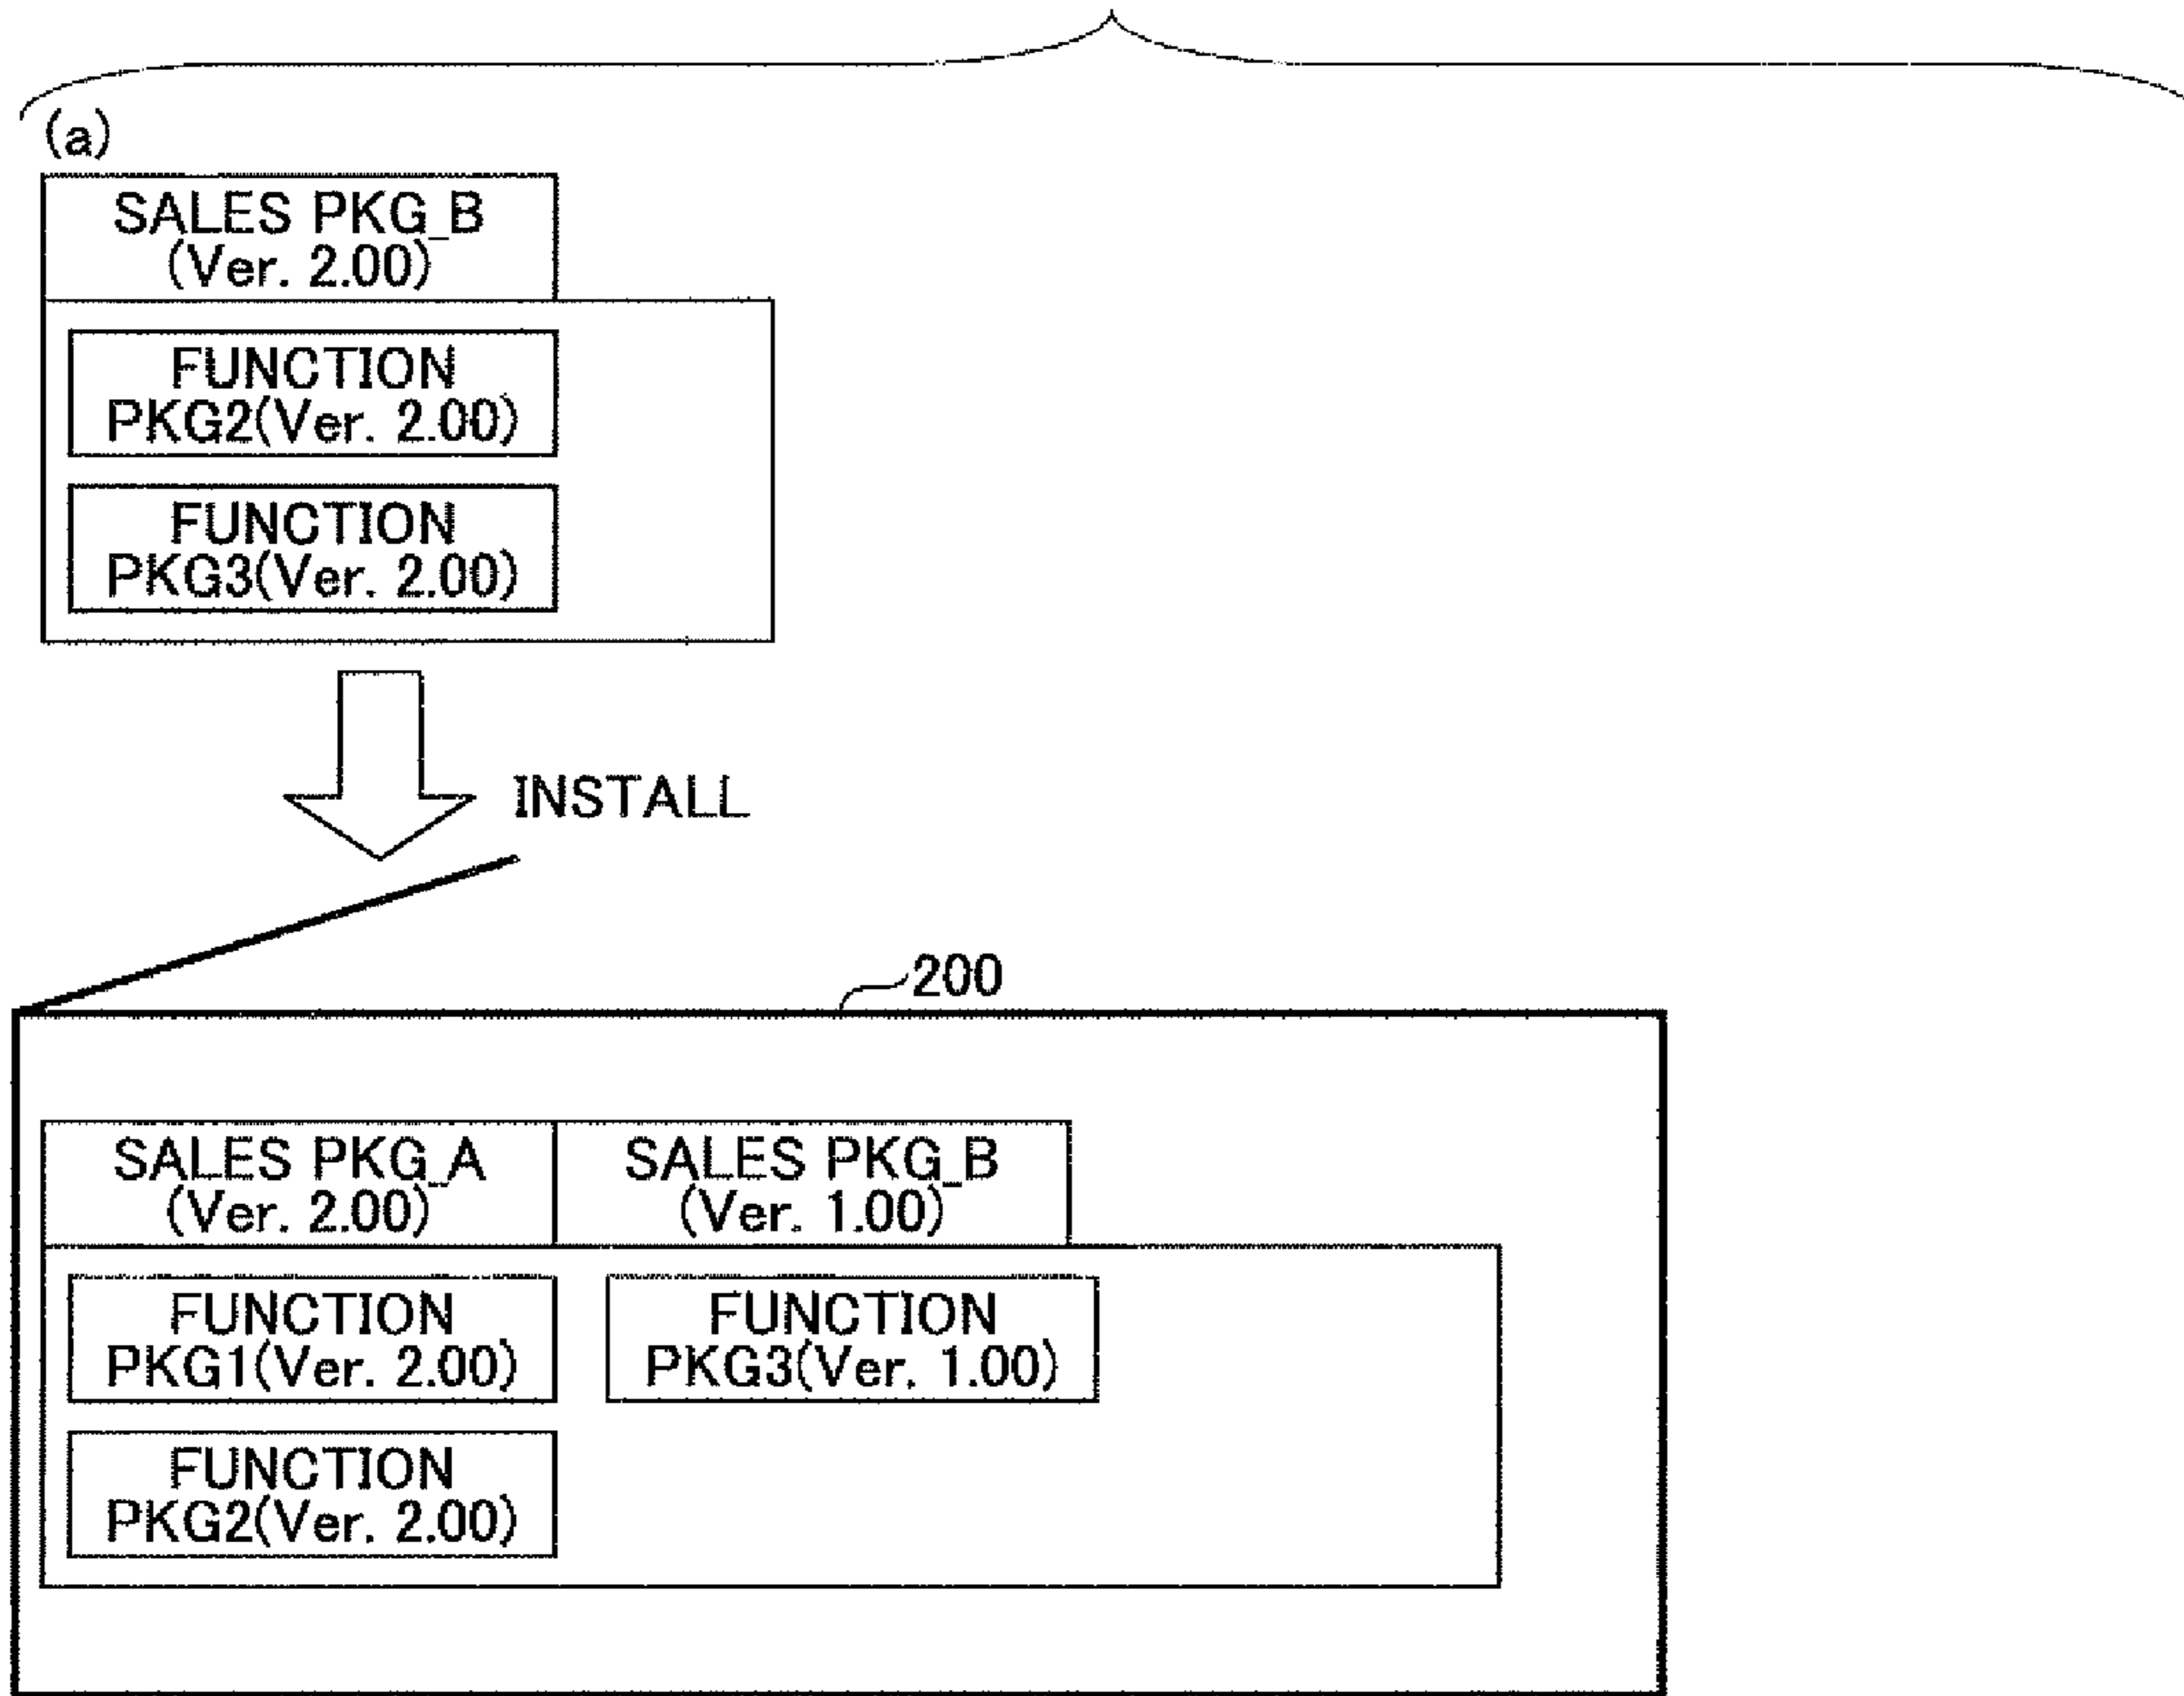 (a)
SALES PKG_B
(Ver. 2.00)
FUNCTION
PKG2(Ver. 2.00)
FUNCTION
PKG3(Ver. 2.00)
INSTALL
200
SALES PKG_A
(Ver. 2.00)
SALES PKG_B
(Ver. 1.00)
FUNCTION
PKG1(Ver. 2.00)
FUNCTION
PKG3(Ver. 1.00)
FUNCTION
PKG2(Ver. 2.00)